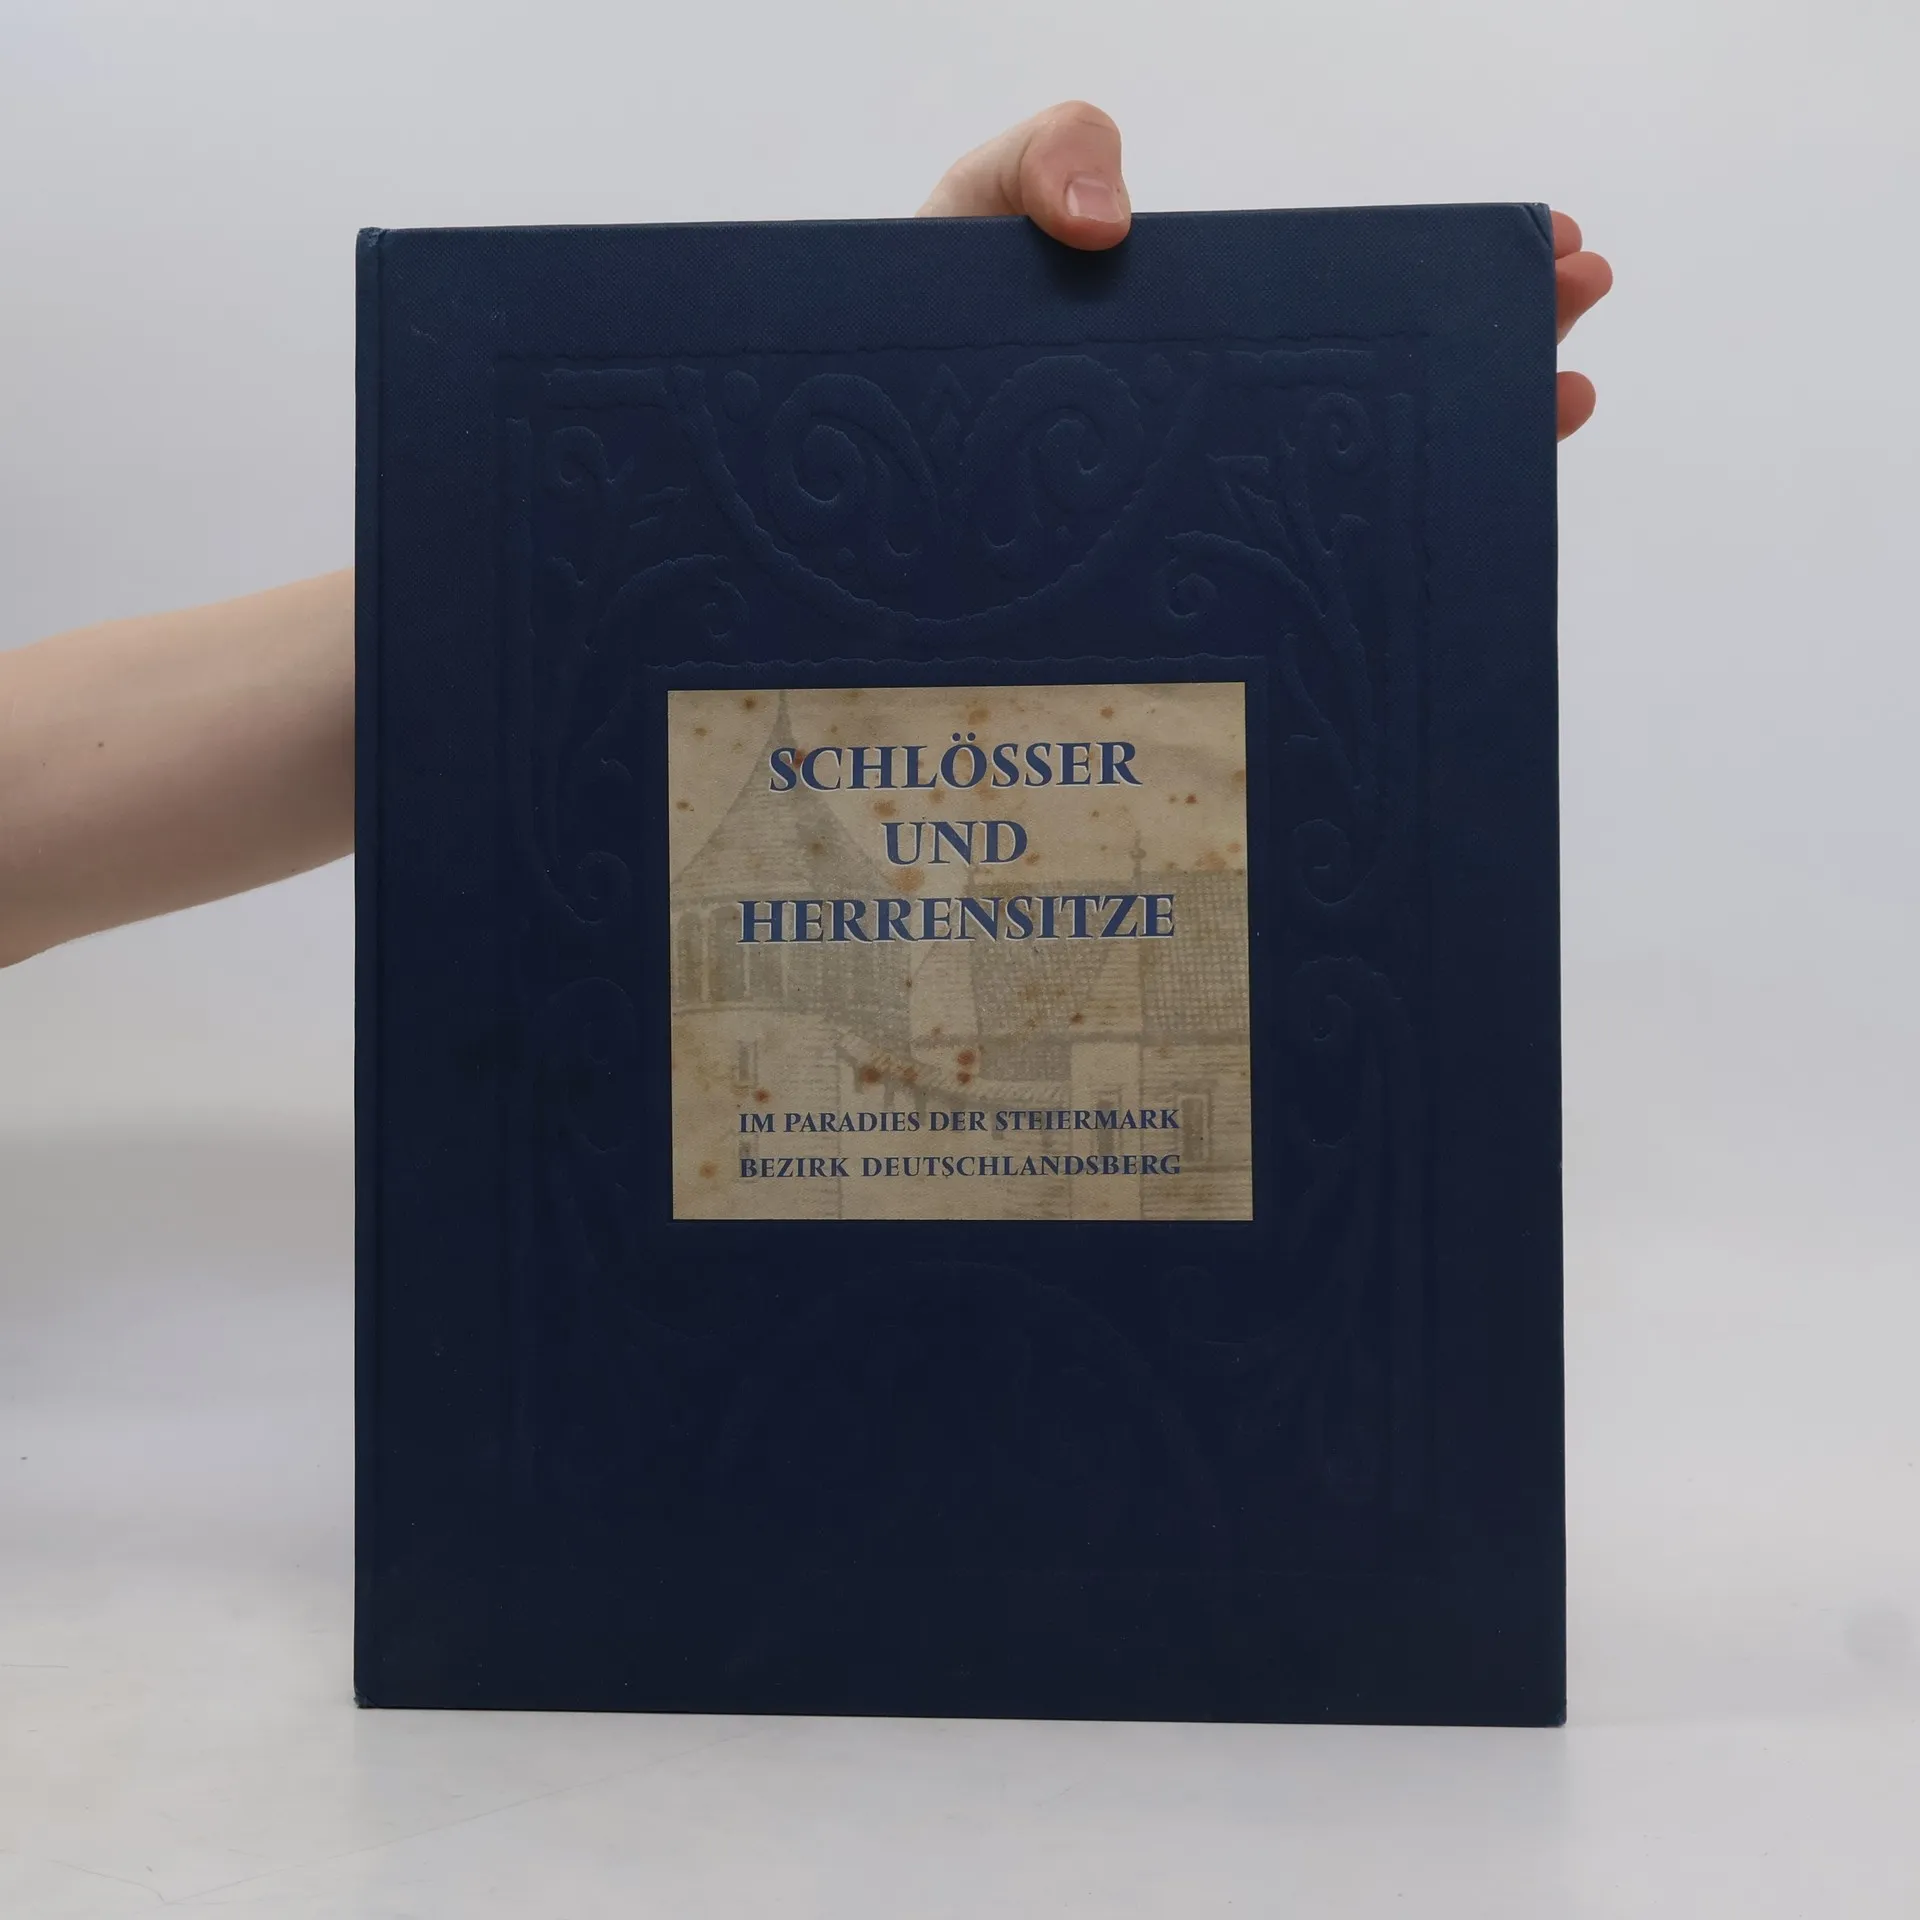 SCHLÖSSER
UND
HERRENSITZE
IM PARADIES DER STEIERMARK
BEZIRK DEUTSCHLANDSBERG